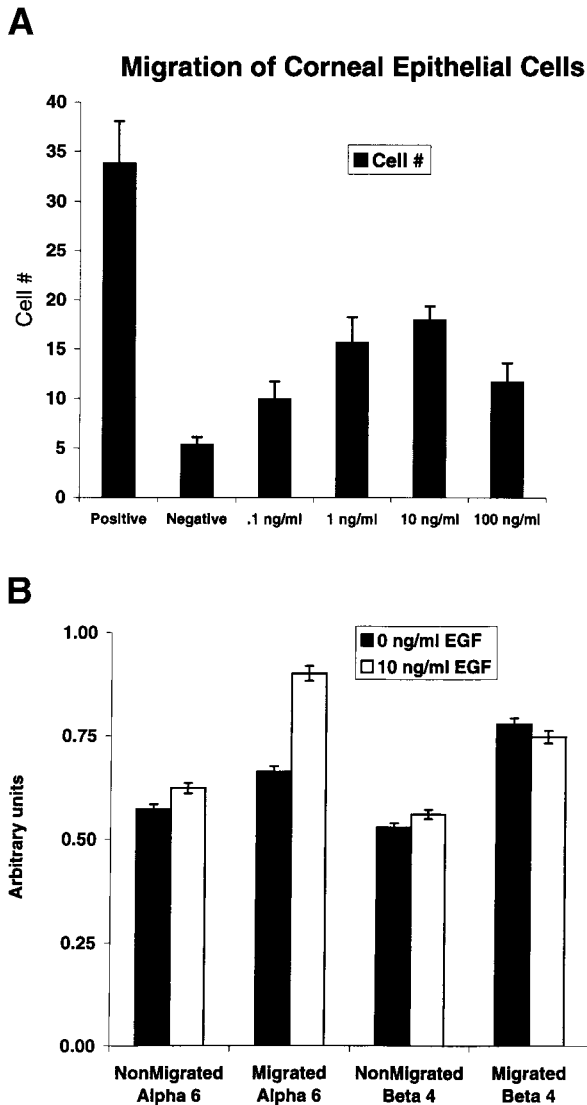 A
Migration of Corneal Epithelial Cells
40
35
30
25
20
15
10
5
0
Cell #
Cell #
Positive Negative .1 ng/ml 1 ng/ml 10 ng/ml 100 ng/ml
B
1.00
0.75
0.50
0.25
0.00
Arbitrary units
0 ng/ml EGF
10 ng/ml EGF
NonMigrated Migrated NonMigrated Migrated
Alpha 6 Alpha 6 Beta 4 Beta 4